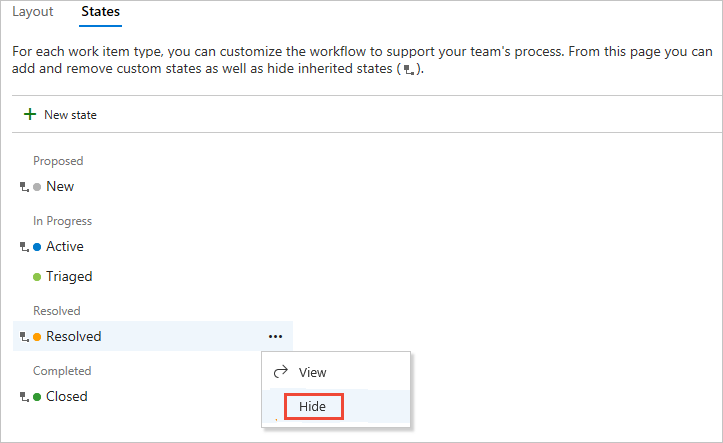 Layout States
For each work item type, you can customize the workflow to support your team's process. From this page you can
add and remove custom states as well as hide inherited states ( ).
New state
Proposed
New
In Progress
Active
Triaged
Resolved
Resolved
View
Completed
Closed
Hide